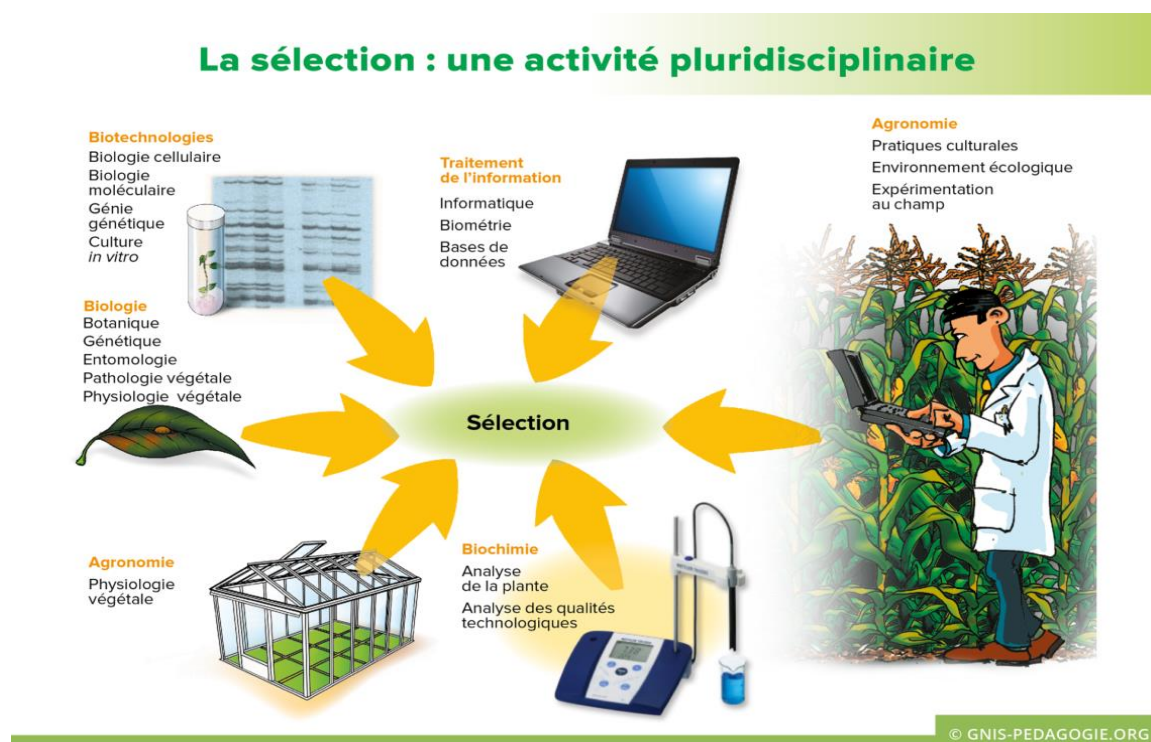 La sélection : une activité pluridisciplinaire
Biotechnologies
Biologie cellulaire
Biologie
moléculaire
Génie
génétique
Culture
in vitro
Traitement
de l'information
Informatique
Biométrie
Bases de
données
Agronomie
Pratiques culturales
Environnement écologique
Expérimentation
au champ
Biologie
Botanique
Génétique
Entomologie
Pathologie végétale
Physiologie végétale
Sélection
Agronomie
Physiologie
végétale
Biochimie
Analyse
de la plante
Analyse des qualités
technologiques
© GNIS-PEDAGOGIE.ORG